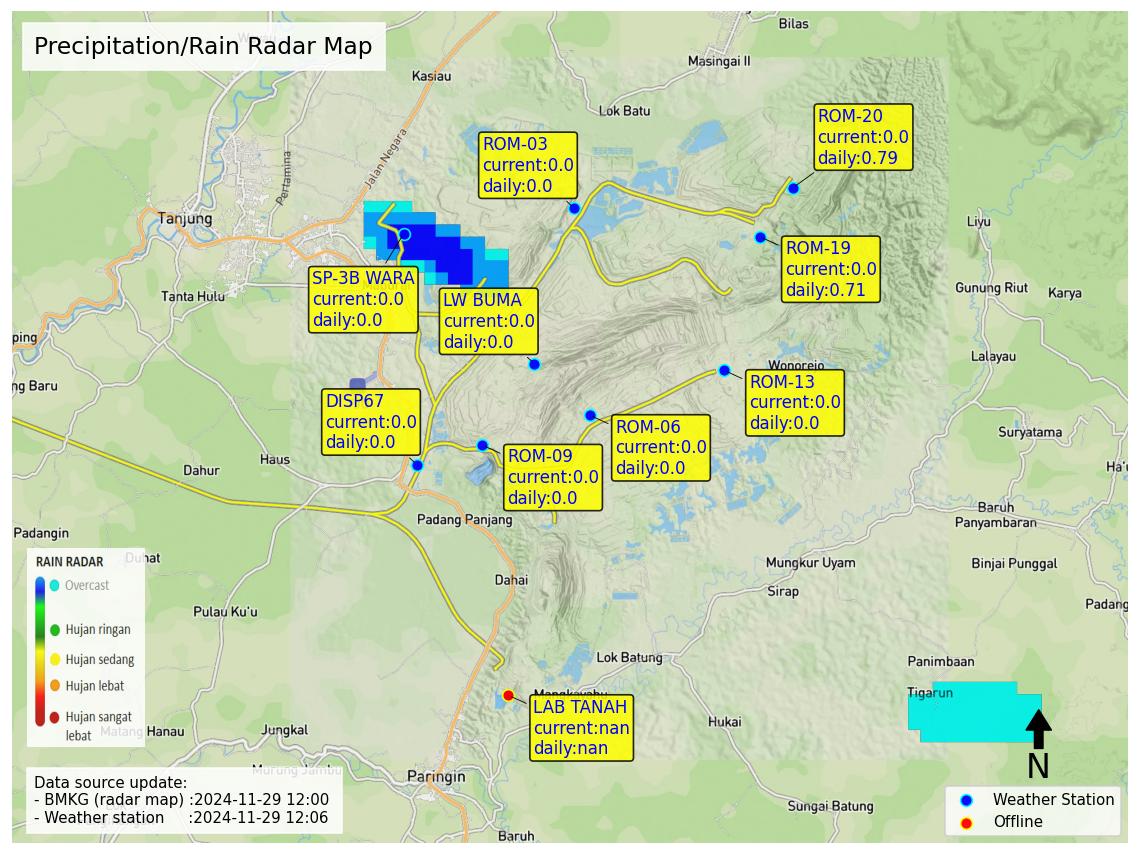 Precipitation/Rain Radar Map
Bilas
Masingai II
Kasiau
Lok Batu
Jalan Negara
Pertamina
Tanjung
Tanta Hulu
ping
ng Baru
Liyu
Gunung Riut
Karya
Lalayau
Wonorejo
Suryatama
Ha'u
Baruh
Panyambaran
Binjai Punggal
Padang
Mungkur Uyam
Sirap
Panimbaan
Tigarun
Lok Batung
Hukai
Sungai Batung
Haus
Dahur
Padangin
Duhat
Padang Panjang
Dahai
Pulau Ku'u
Jungkal
Paringin
Baruh
ROM-03
current:0.0
daily:0.0
ROM-20
current:0.0
daily:0.79
ROM-19
current:0.0
daily:0.71
SP-3B WARA
current:0.0
daily:0.0
LW BUMA
current:0.0
daily:0.0
ROM-13
current:0.0
daily:0.0
DISP67
current:0.0
daily:0.0
ROM-06
current:0.0
daily:0.0
ROM-09
current:0.0
daily:0.0
LAB TANAH
current:nan
daily:nan
RAIN RADAR
Overcast
Hujan ringan
Hujan sedang
Hujan lebat
Hujan sangat
lebat
Data source update:
- BMKG (radar map) :2024-11-29 12:00
- Weather station :2024-11-29 12:06
N
Weather Station
Offline